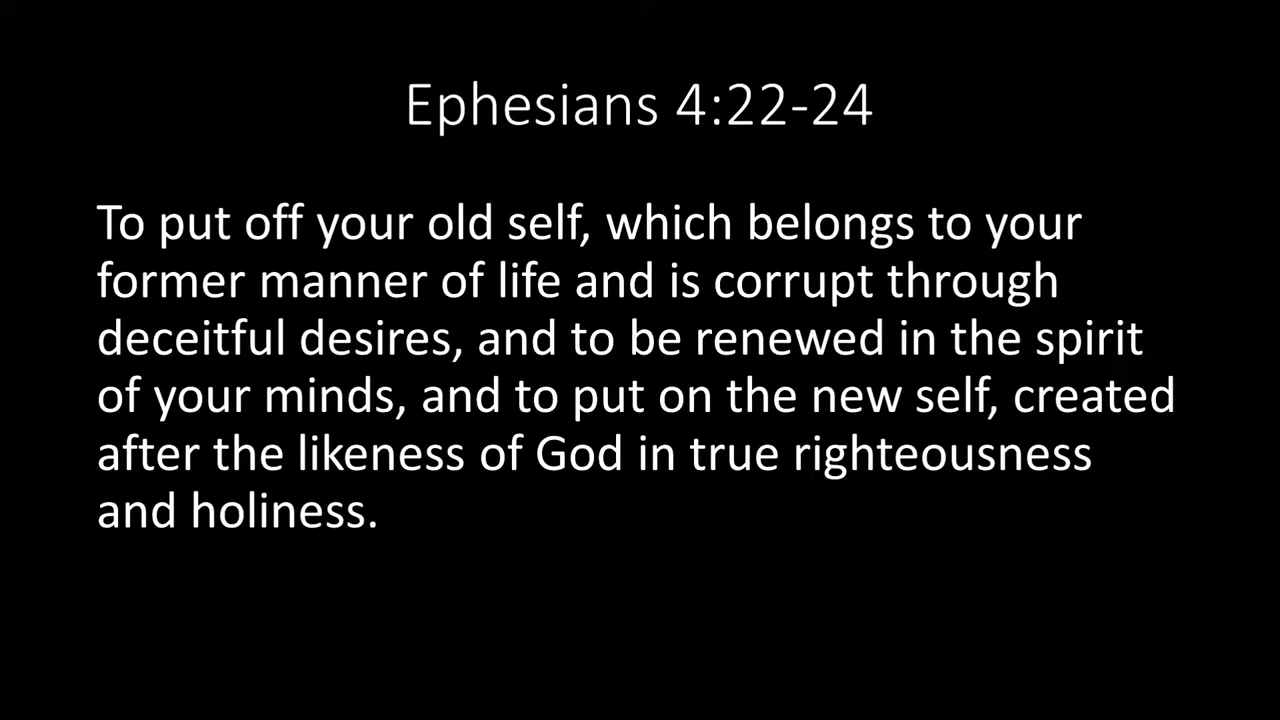 Ephesians 4:22-24
To put off your old self, which belongs to your
former manner of life and is corrupt through
deceitful desires, and to be renewed in the spirit
of your minds, and to put on the new self, created
after the likeness of God in true righteousness
and holiness.